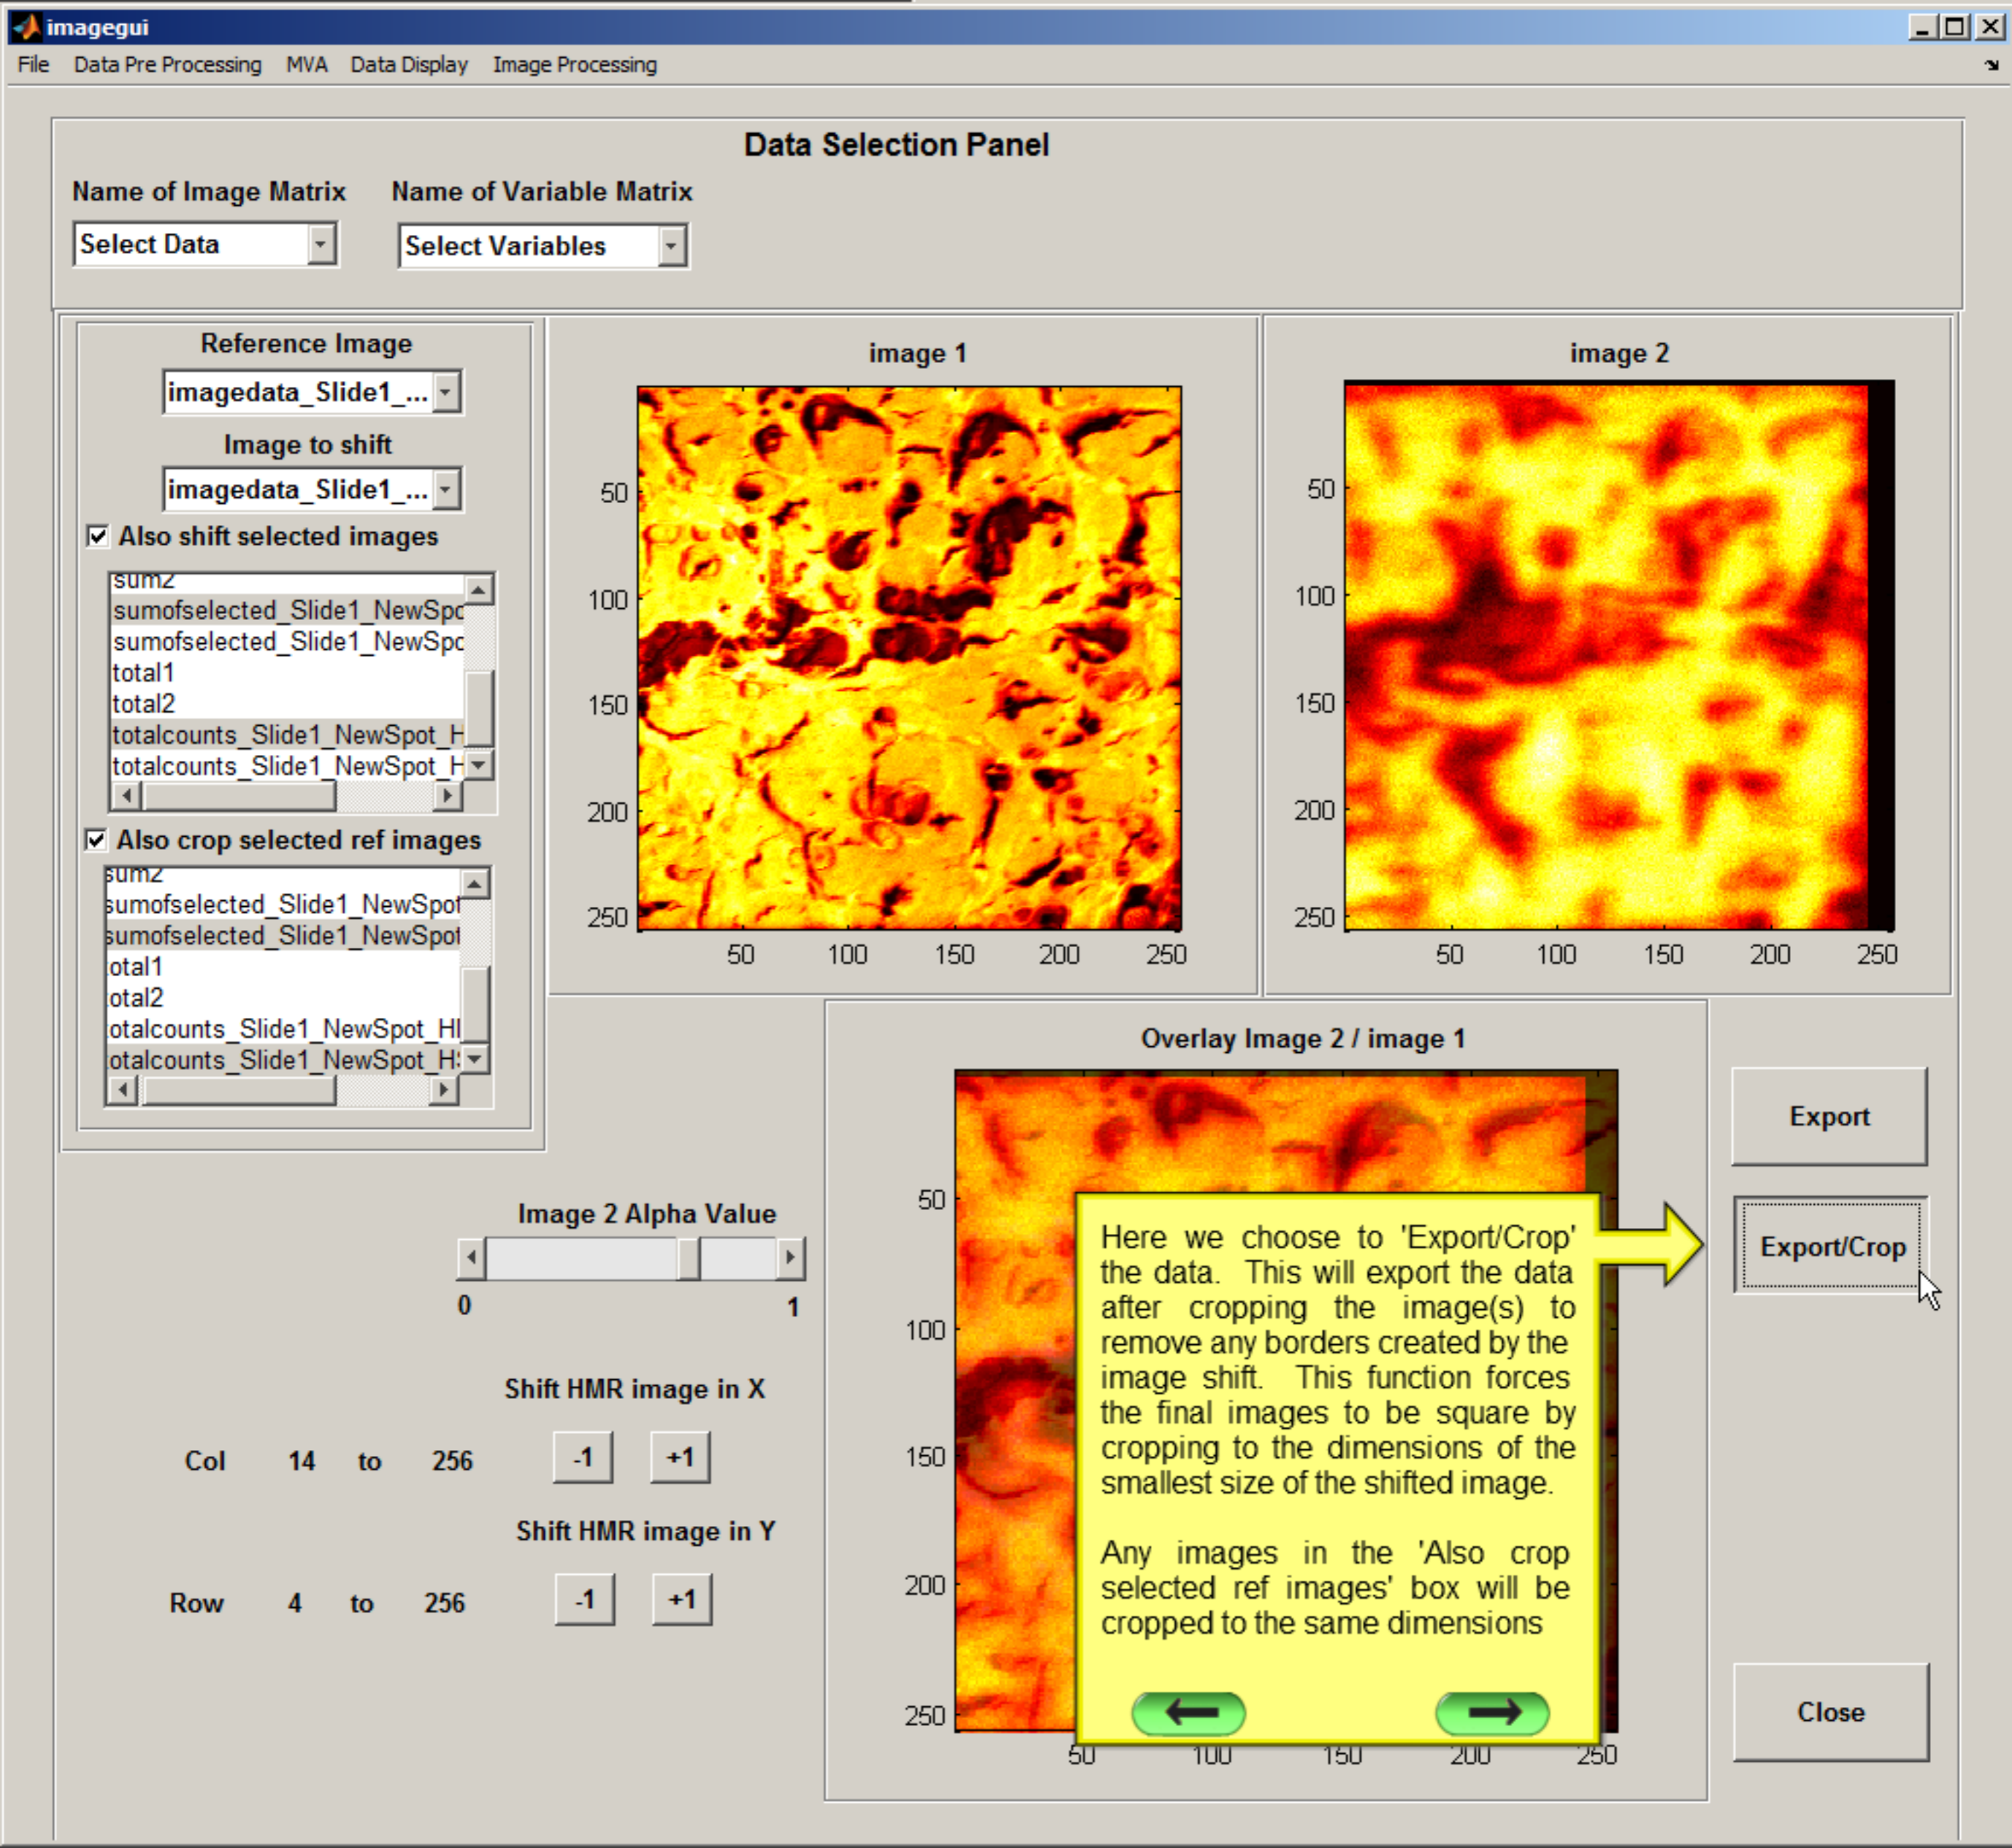 imagegui
File Data Pre Processing MVA Data Display Image Processing
Data Selection Panel
Name of Image Matrix Name of Variable Matrix
Select Data Select Variables
Reference Image
imagedata_Slide1_...
Image to shift
imagedata_Slide1_...
Also shift selected images
sum2
sumofselected_Slide1_NewSpo
sumofselected_Slide1_NewSpo
total1
total2
totalcounts_Slide1_NewSpot_H
totalcounts_Slide1_NewSpot_H
Also crop selected ref images
sum2
sumofselected_Slide1_NewSpot
sumofselected_Slide1_NewSpot
total1
total2
totalcounts_Slide1_NewSpot_HI
totalcounts_Slide1_NewSpot_HS
image 1
50
100
150
200
250
50 100 150 200 250
image 2
50
100
150
200
250
50 100 150 200 250
Image 2 Alpha Value
0 1
Shift HMR image in X
Col 14 to 256 -1 +1
Shift HMR image in Y
Row 4 to 256 -1 +1
Overlay Image 2 / image 1
50
100
150
200
250
50 100 150 200 250
Here we choose to 'Export/Crop'
the data. This will export the data
after cropping the image(s) to
remove any borders created by the
image shift. This function forces
the final images to be square by
cropping to the dimensions of the
smallest size of the shifted image.
Any images in the 'Also crop
selected ref images' box will be
cropped to the same dimensions
Export
Export/Crop
Close